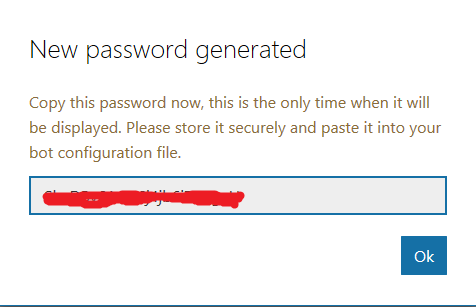 New password generated
Copy this password now, this is the only time when it will
be displayed. Please store it securely and paste it into your
bot configuration file.
Ok